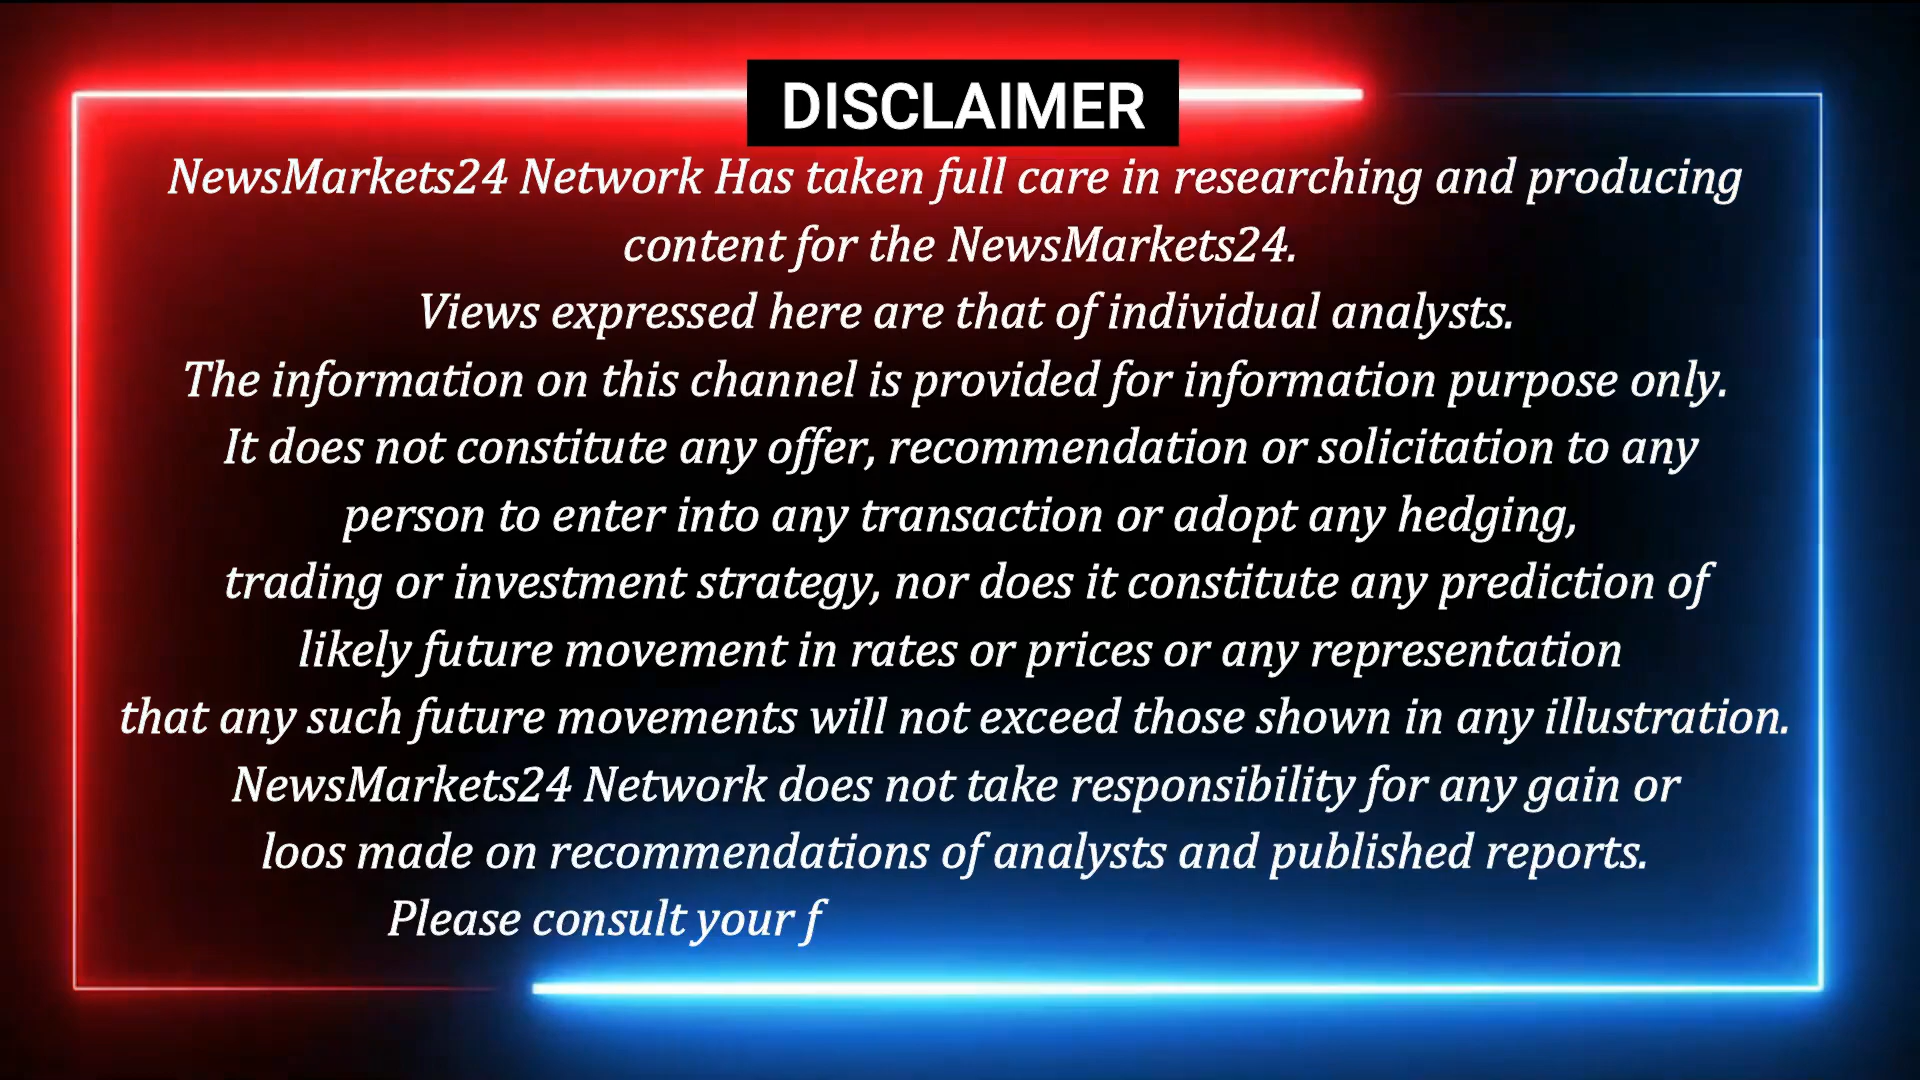 DISCLAIMER
NewsMarkets24 Network Has taken full care in researching and producing
content for the NewsMarkets24.
Views expressed here are that of individual analysts.
The information on this channel is provided for information purpose only.
It does not constitute any offer, recommendation or solicitation to any
person to enter into any transaction or adopt any hedging,
trading or investment strategy, nor does it constitute any prediction of
likely future movement in rates or prices or any representation
that any such future movements will not exceed those shown in any illustration.
NewsMarkets24 Network does not take responsibility for any gain or
loos made on recommendations of analysts and published reports.
Please consult your f